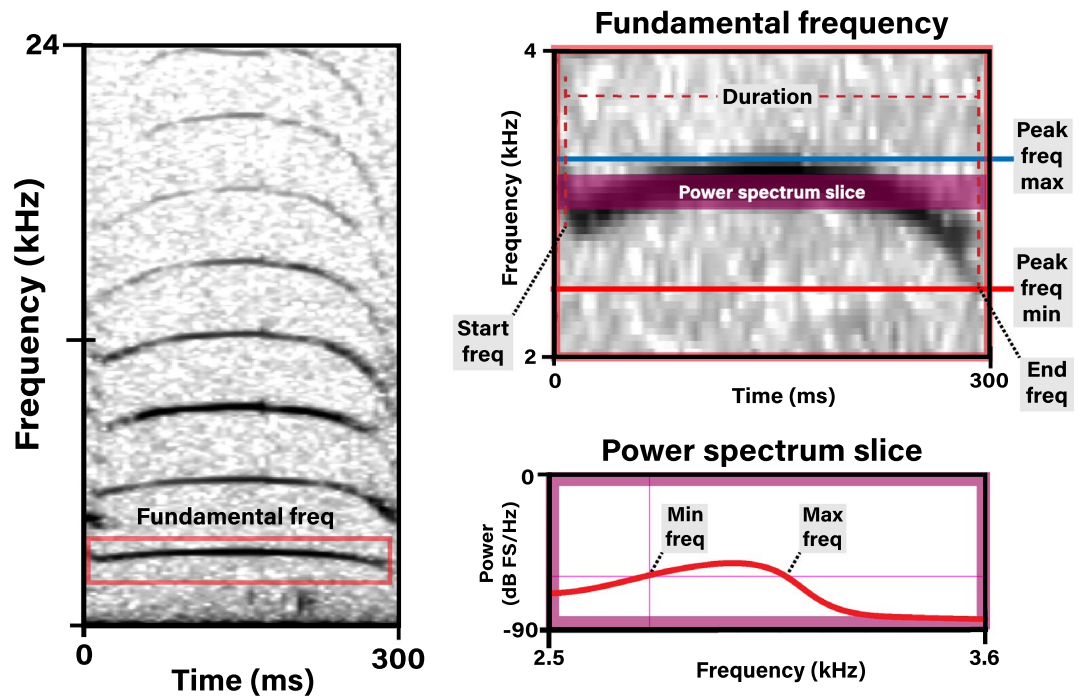 24
Frequency (kHz)
Fundamental freq
0
300
Time (ms)
Fundamental frequency
4
Frequency (kHz)
2
Duration
Power spectrum slice
Peak
freq
max
Peak
freq
min
Start
freq
End
freq
0
300
Time (ms)
Power spectrum slice
0
Power
(dB FS/Hz)
-90
Min
freq
Max
freq
2.5
3.6
Frequency (kHz)